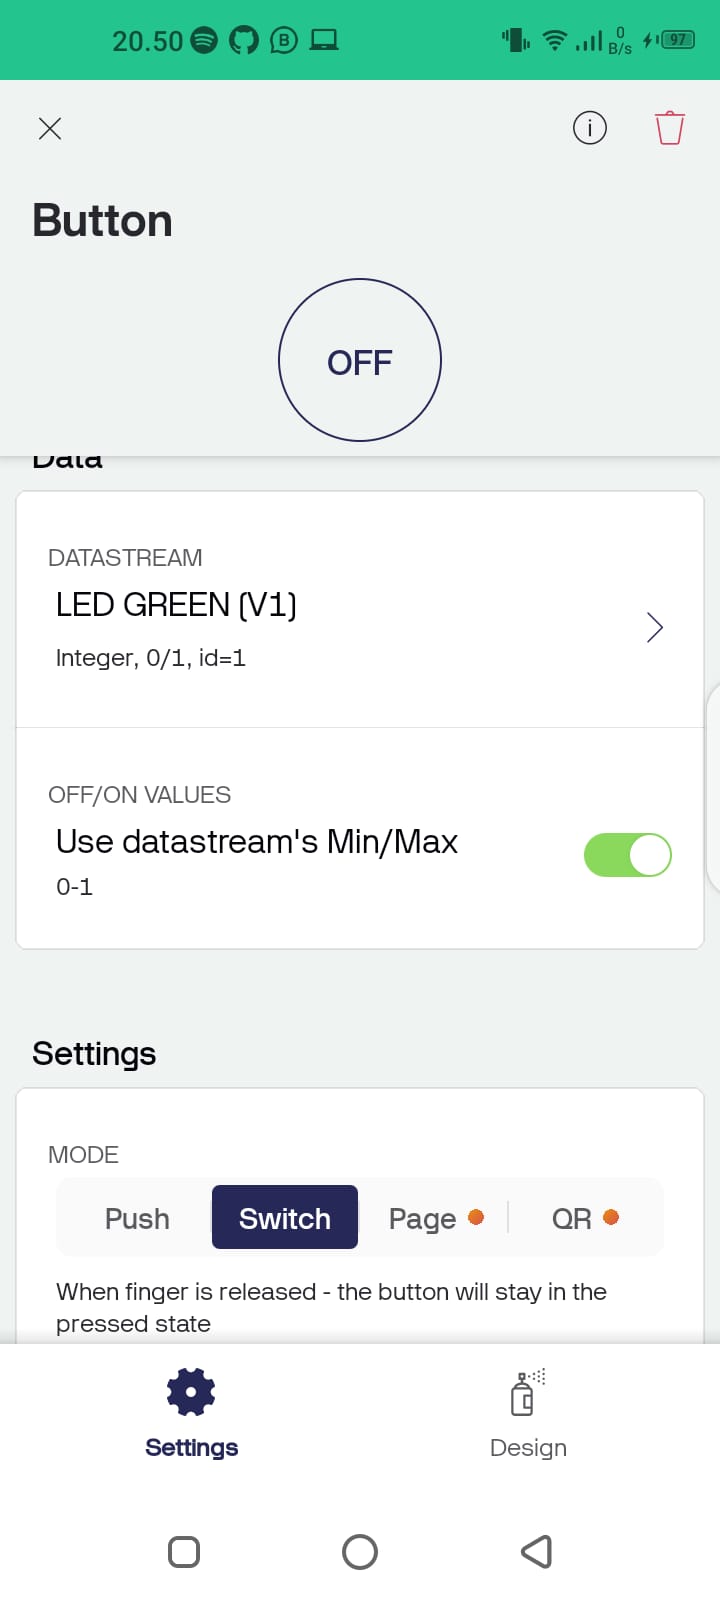 20.50
0
B/s
97
Button
OFF
Data
DATASTREAM
LED GREEN (V1)
Integer, 0/1, id=1
OFF/ON VALUES
Use datastream's Min/Max
0-1
Settings
MODE
Push Switch Page QR
When finger is released - the button will stay in the
pressed state
Settings Design